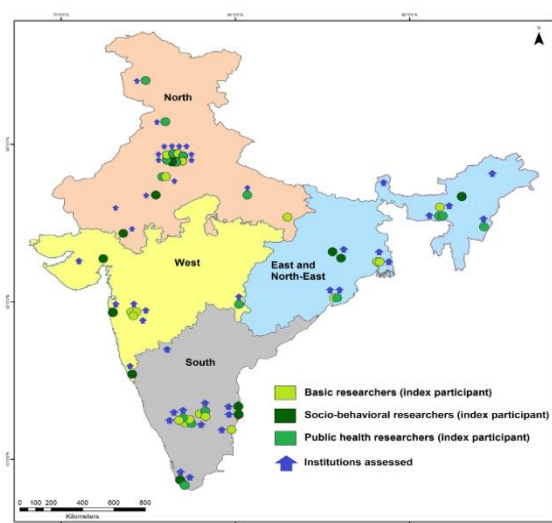 N
North
West
East and
North-East
South
Basic researchers (index participant)
Socio-behavioral researchers (index participant)
Public health researchers (index participant)
Institutions assessed
0 100 200 400 600 800
Kilometers